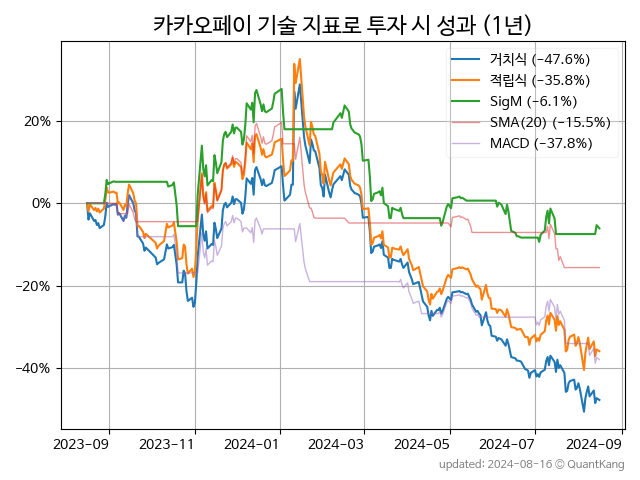 카카오페이 기술 지표로 투자 시 성과 (1년)
거치식 (−47.6%)
적립식 (−35.8%)
SigM (−6.1%)
SMA(20) (−15.5%)
MACD (−37.8%)
20%
0%
−20%
−40%
2023-09 2023-11 2024-01 2024-03 2024-05 2024-07 2024-09
updated: 2024-08-16 © QuantKang